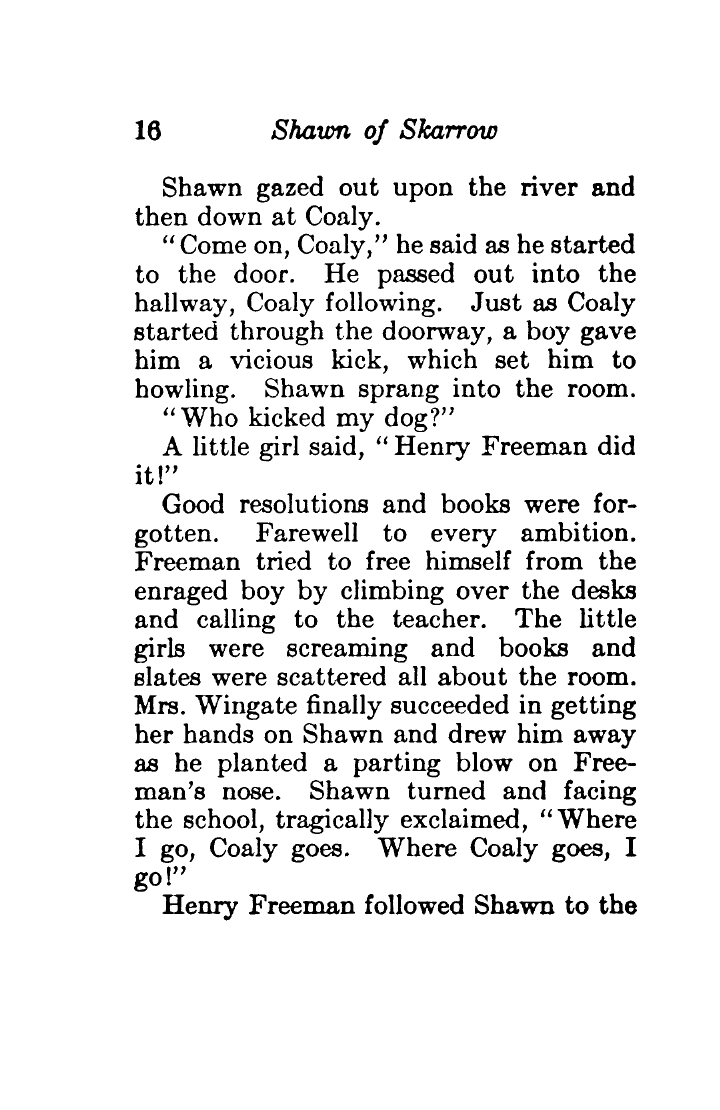 16 Shawn of Skarrow
Shawn gazed out upon the river and
then down at Coaly.
“Come on, Coaly,” he said as he started
to the door. He passed out into the
hallway, Coaly following. Just as Coaly
started through the doorway, a boy gave
him a vicious kick, which set him to
howling. Shawn sprang into the room.
“Who kicked my dog?”
A little girl said, “Henry Freeman did
it!”
Good resolutions and books were for-
gotten. Farewell to every ambition.
Freeman tried to free himself from the
enraged boy by climbing over the desks
and calling to the teacher. The little
girls were screaming and books and
slates were scattered all about the room.
Mrs. Wingate finally succeeded in getting
her hands on Shawn and drew him away
as he planted a parting blow on Free-
man’s nose. Shawn turned and facing
the school, tragically exclaimed, “Where
I go, Coaly goes. Where Coaly goes, I
go!”
Henry Freeman followed Shawn to the